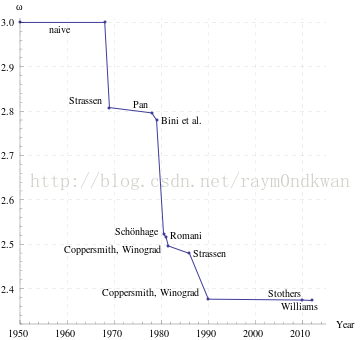 ω
3.0
naive
2.9
2.8
Strassen
Pan
Bini et al.
2.7
http://blog.csdn.net/raym0ndkwan
2.6
Schönhage
Romani
2.5
Coppersmith, Winograd
Strassen
2.4
Coppersmith, Winograd
Stothers
Williams
1950 1960 1970 1980 1990 2000 2010 Year